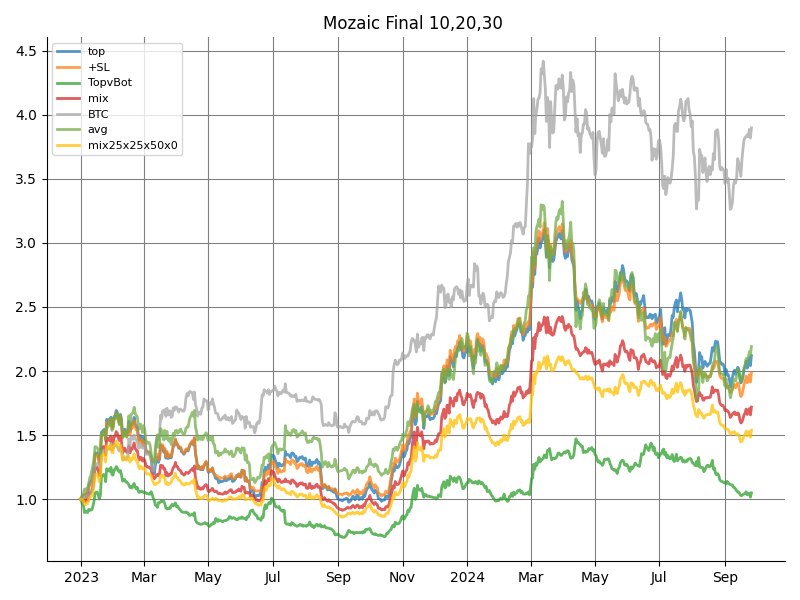 Mozaic Final 10,20,30
top
+SL
TopvBot
mix
BTC
avg
mix25x25x50x0
4.5
4.0
3.5
3.0
2.5
2.0
1.5
1.0
2023 Mar May Jul Sep Nov 2024 Mar May Jul Sep